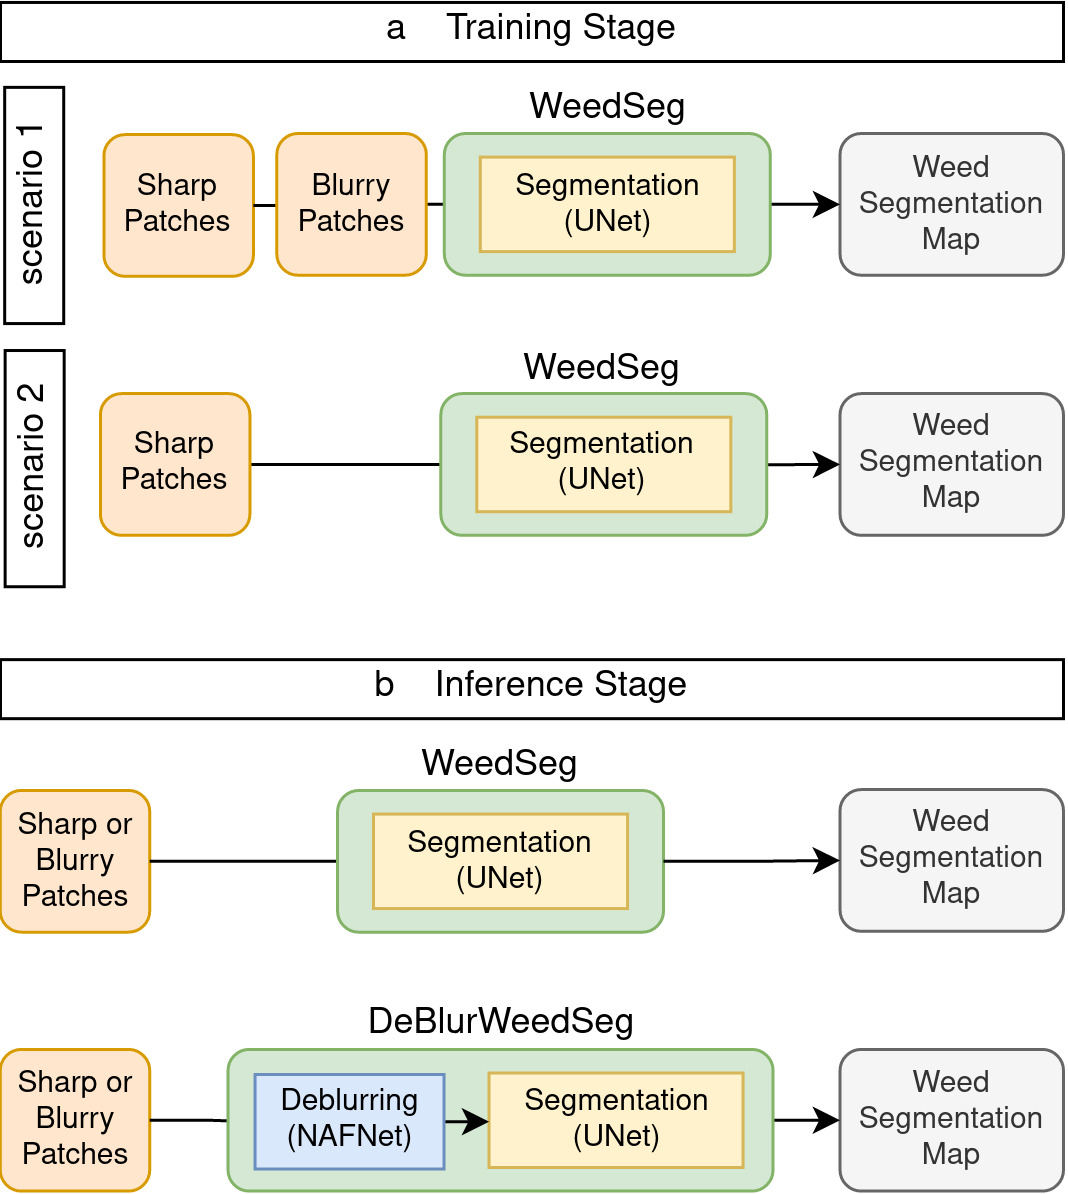 a Training Stage
scenario 1
WeedSeg
Sharp
Patches
Blurry
Patches
Segmentation
(UNet)
Weed
Segmentation
Map
scenario 2
WeedSeg
Sharp
Patches
Segmentation
(UNet)
Weed
Segmentation
Map
b Inference Stage
WeedSeg
Sharp or
Blurry
Patches
Segmentation
(UNet)
Weed
Segmentation
Map
DeBlurWeedSeg
Sharp or
Blurry
Patches
Deblurring
(NAFNet)
Segmentation
(UNet)
Weed
Segmentation
Map